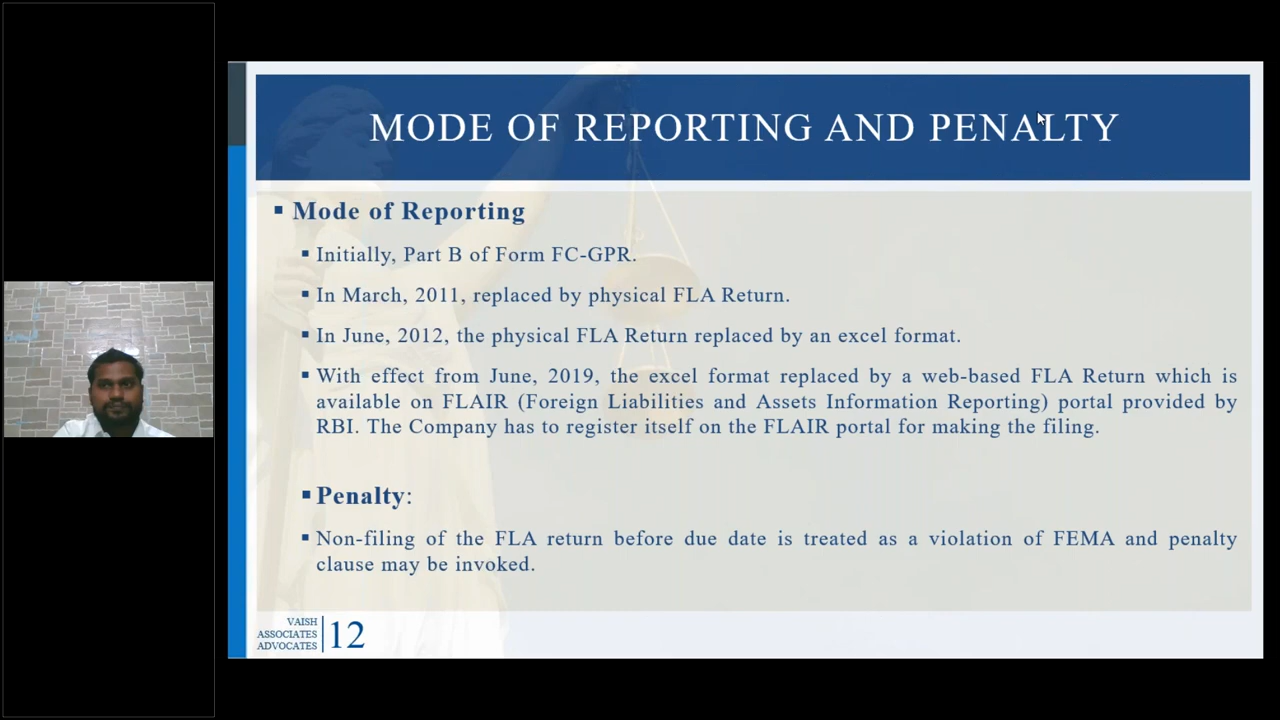 MODE OF REPORTING AND PENALTY
▪ Mode of Reporting
▪ Initially, Part B of Form FC-GPR.
▪ In March, 2011, replaced by physical FLA Return.
▪ In June, 2012, the physical FLA Return replaced by an excel format.
▪ With effect from June, 2019, the excel format replaced by a web-based FLA Return which is
available on FLAIR (Foreign Liabilities and Assets Information Reporting) portal provided by
RBI. The Company has to register itself on the FLAIR portal for making the filing.
▪ Penalty:
▪ Non-filing of the FLA return before due date is treated as a violation of FEMA and penalty
clause may be invoked.
VAISH
ASSOCIATES
ADVOCATES
12